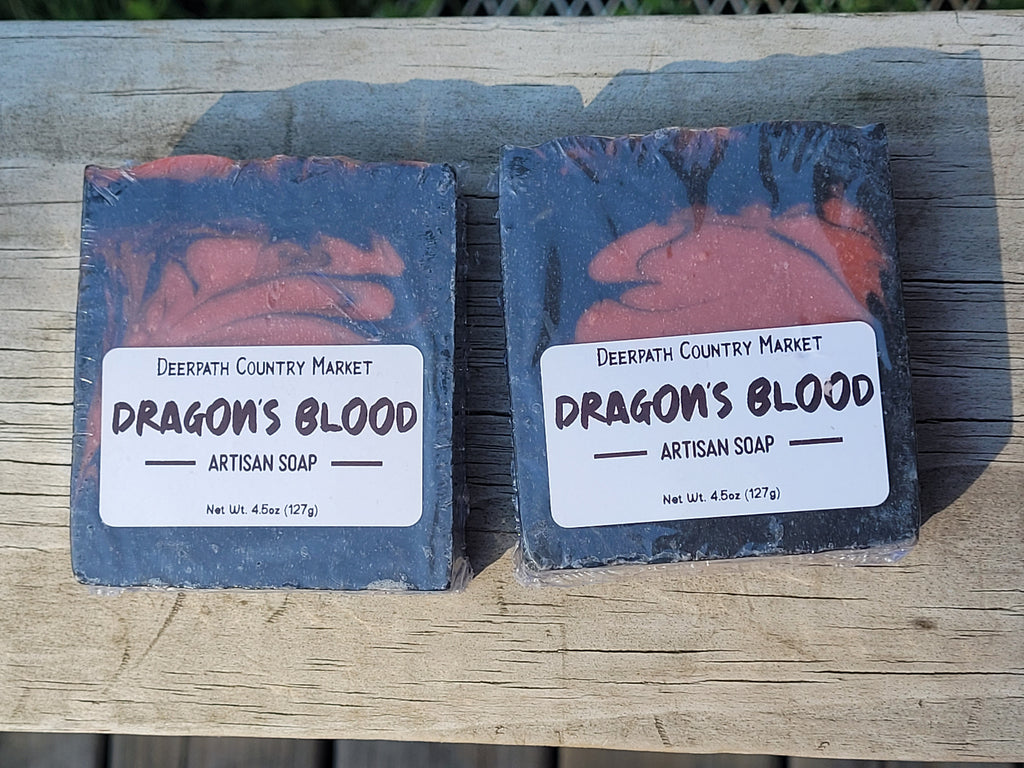 Deerpath Country Market
DRAGON'S BLOOD
ARTISAN SOAP
Net Wt. 4.5oz (127g)
Deerpath Country Market
DRAGON'S BLOOD
ARTISAN SOAP
Net Wt. 4.5oz (127g)